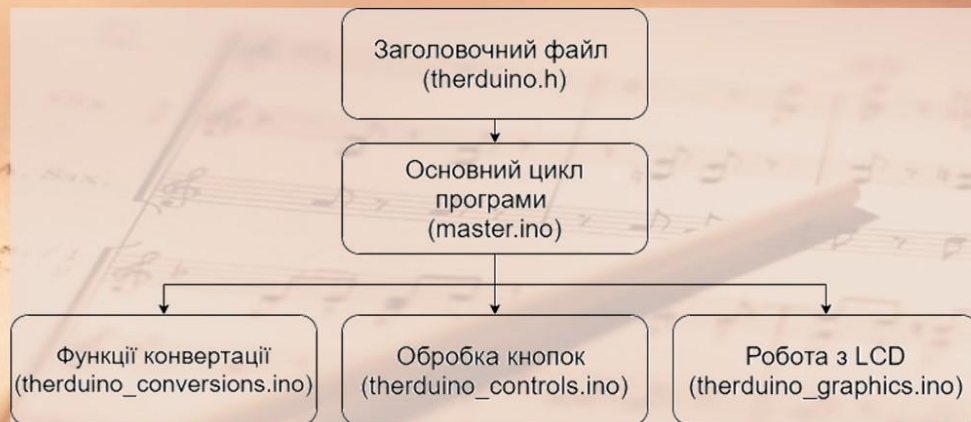 Заголовочний файл
(therduino.h)
Основний цикл
програми
(master.ino)
Функції конвертації
(therduino_conversions.ino)
Обробка кнопок
(therduino_controls.ino)
Робота з LCD
(therduino_graphics.ino)